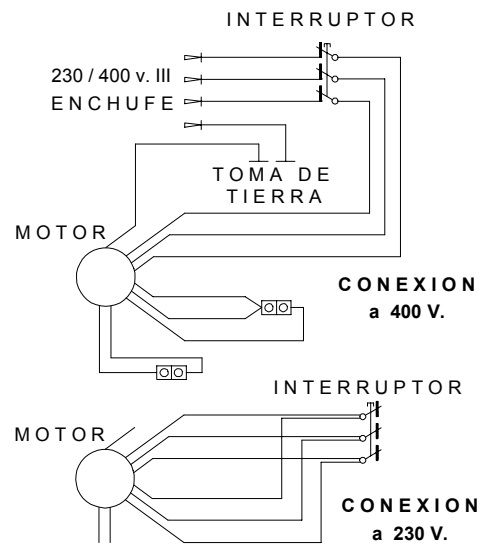 INTERRUPTOR
230 / 400 v. III
ENCHUFE
TOMA DE
TIERRA
MOTOR
CONEXION
a 400 V.
INTERRUPTOR
MOTOR
CONEXION
a 230 V.